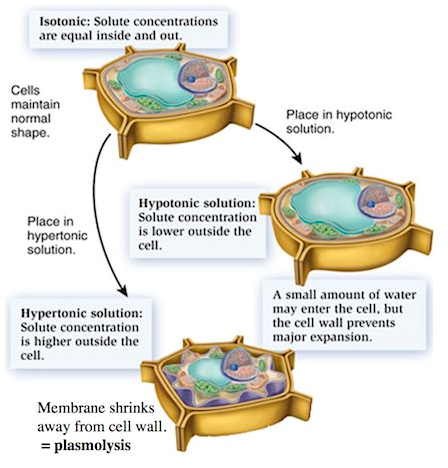 Isotonic: Solute concentrations
are equal inside and out.
Cells
maintain
normal
shape.
Place in hypotonic
solution.
Hypotonic solution:
Solute concentration
is lower outside the
cell.
Place in
hypertonic
solution.
A small amount of water
may enter the cell, but
the cell wall prevents
major expansion.
Hypertonic solution:
Solute concentration
is higher outside the
cell.
Membrane shrinks
away from cell wall.
= plasmolysis